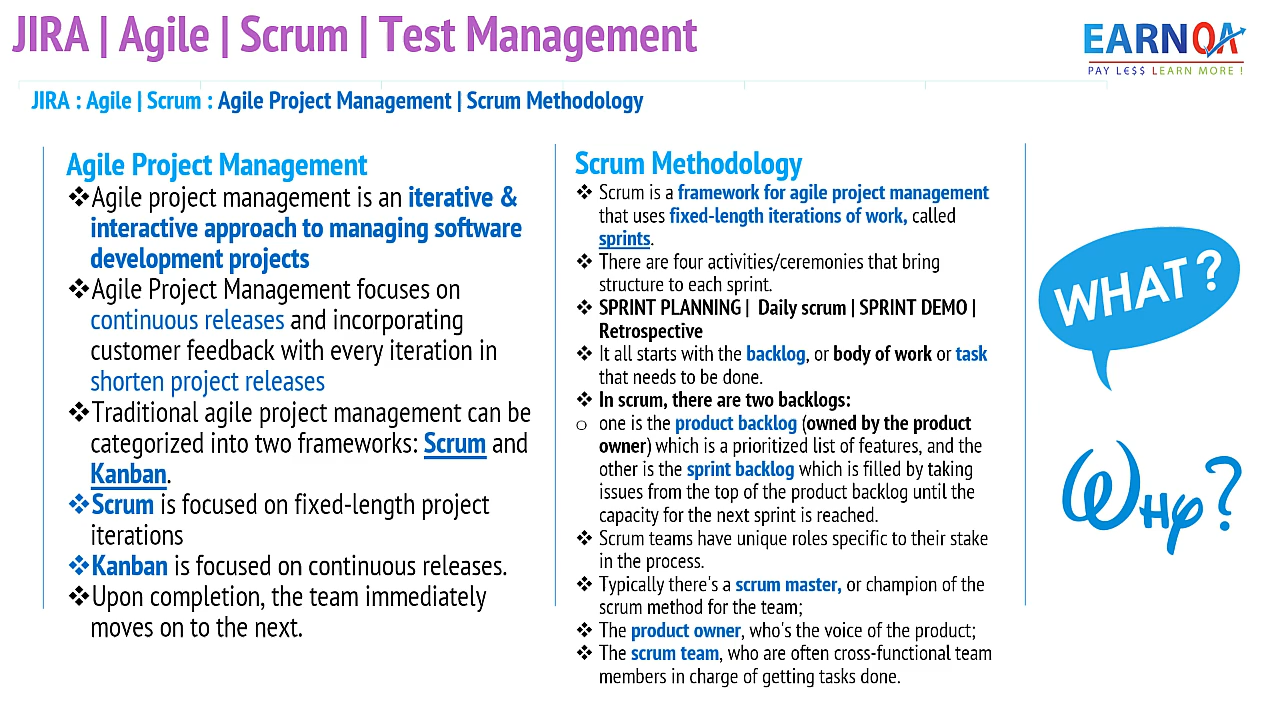 JIRA | Agile | Scrum | Test Management
EARNQA
PAY LE$$ LEARN MORE !
JIRA : Agile | Scrum : Agile Project Management | Scrum Methodology
Agile Project Management
❖Agile project management is an iterative &
interactive approach to managing software
development projects
❖Agile Project Management focuses on
continuous releases and incorporating
customer feedback with every iteration in
shorten project releases
❖Traditional agile project management can be
categorized into two frameworks: Scrum and
Kanban.
❖Scrum is focused on fixed-length project
iterations
❖Kanban is focused on continuous releases.
❖Upon completion, the team immediately
moves on to the next.
Scrum Methodology
❖ Scrum is a framework for agile project management
that uses fixed-length iterations of work, called
sprints.
❖ There are four activities/ceremonies that bring
structure to each sprint.
❖ SPRINT PLANNING | Daily scrum | SPRINT DEMO |
Retrospective
❖ It all starts with the backlog, or body of work or task
that needs to be done.
❖ In scrum, there are two backlogs:
o one is the product backlog (owned by the product
owner) which is a prioritized list of features, and the
other is the sprint backlog which is filled by taking
issues from the top of the product backlog until the
capacity for the next sprint is reached.
❖ Scrum teams have unique roles specific to their stake
in the process.
❖ Typically there's a scrum master, or champion of the
scrum method for the team;
❖ The product owner, who's the voice of the product;
❖ The scrum team, who are often cross-functional team
members in charge of getting tasks done.
WHAT?
Why?